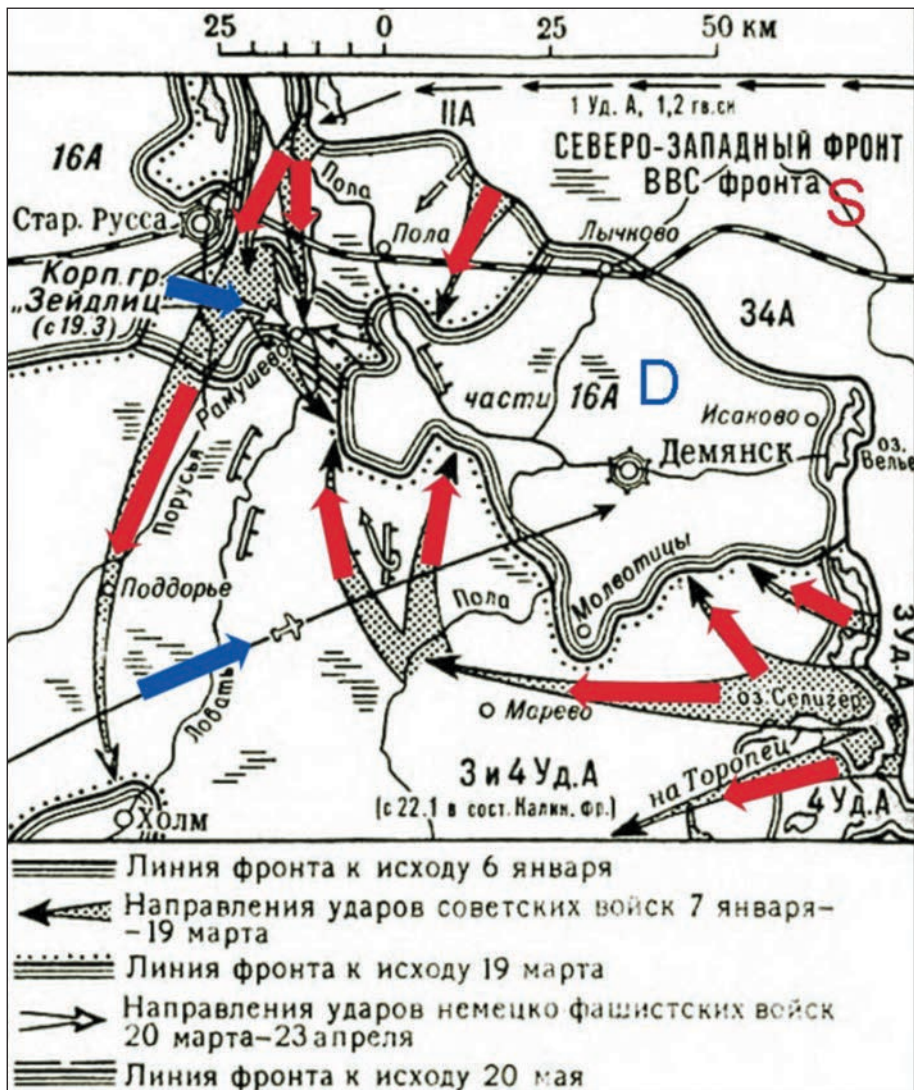 25 0 25 50 км
1 Уд. А, 1,2 гв.ск
11А
16А
СЕВЕРО-ЗАПАДНЫЙ ФРОНТ
ВВС фронта
S
Пола
Стар. Русса
Пола
Лычково
Корп. гр.
„Зейдлиц"
(с 19.3)
34А
Рамушево
части 16А
D
Исаково
оз. Велье
Демянск
Порусья
Поддорье
Молвотицы
Пола
Ловать
3 Уд. А
оз. Селигер
Марево
3 и 4 Уд. А
(с 22.1 в сост. Калин. Фр.)
на Торопец
4 Уд. А
Холм
Линия фронта к исходу 6 января
Направления ударов советских войск 7 января-
-19 марта
Линия фронта к исходу 19 марта
Направления ударов немецко-фашистских войск
20 марта-23 апреля
Линия фронта к исходу 20 мая